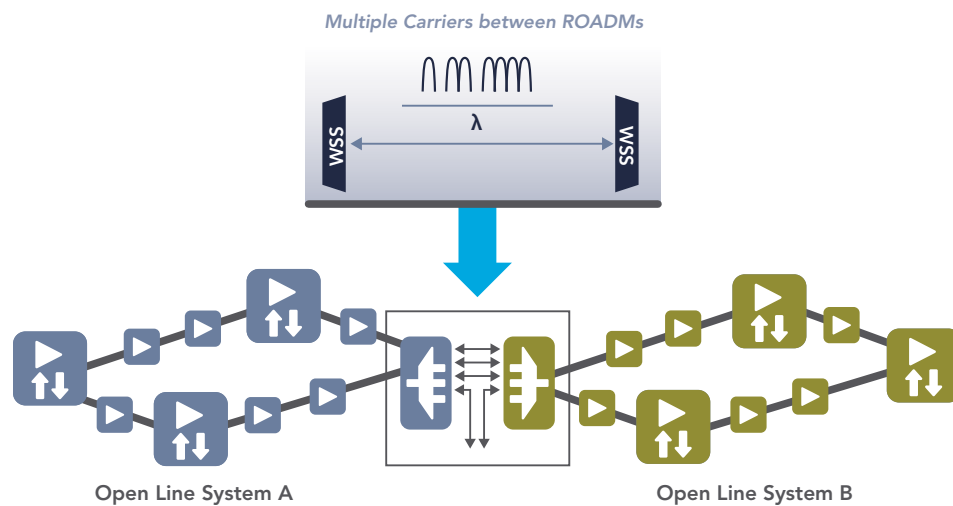 Multiple Carriers between ROADMs
λ
WSS
WSS
Open Line System A
Open Line System B